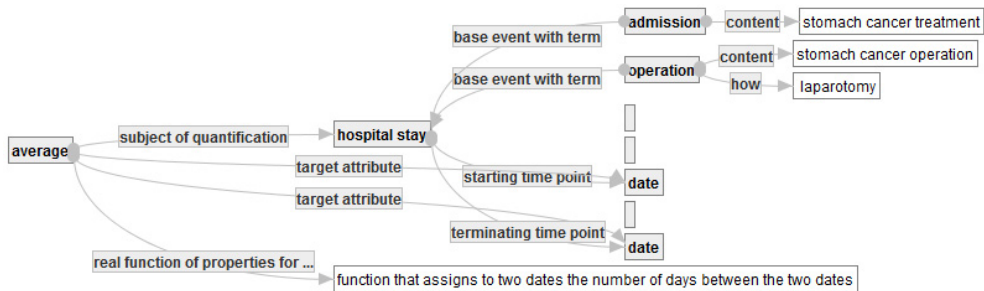 admission
content
stomach cancer treatment
base event with term
content
stomach cancer operation
base event with term
operation
how
laparotomy
subject of quantification
hospital stay
average
target attribute
starting time point
date
target attribute
terminating time point
date
real function of properties for ...
function that assigns to two dates the number of days between the two dates